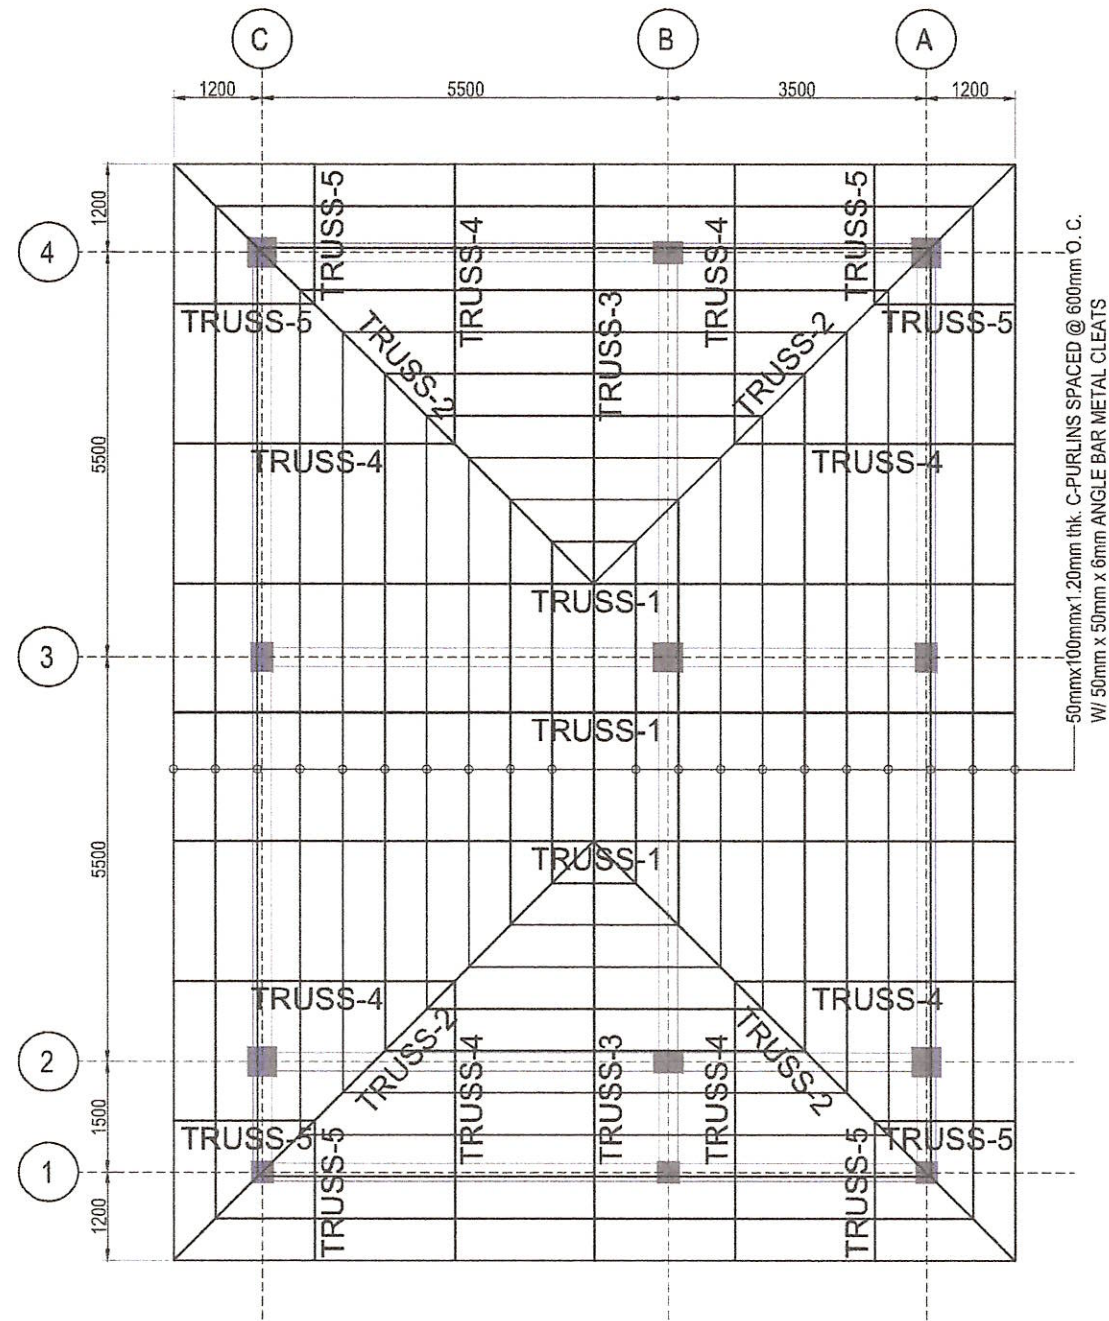 C
B
A
1200
5500
3500
1200
1200
4
TRUSS-5
TRUSS-4
TRUSS-3
TRUSS-4
TRUSS-5
TRUSS-5
TRUSS-2
TRUSS-2
TRUSS-5
5500
TRUSS-4
TRUSS-4
50mmx100mmx1.20mm thk. C-PURLINS SPACED @ 600mm O. C.
W/ 50mm x 50mm x 6mm ANGLE BAR METAL CLEATS
TRUSS-1
3
TRUSS-1
5500
TRUSS-1
TRUSS-4
TRUSS-4
2
TRUSS-2
TRUSS-4
TRUSS-3
TRUSS-4
TRUSS-2
1500
TRUSS-5
TRUSS-5
TRUSS-5
TRUSS-5
1
1200